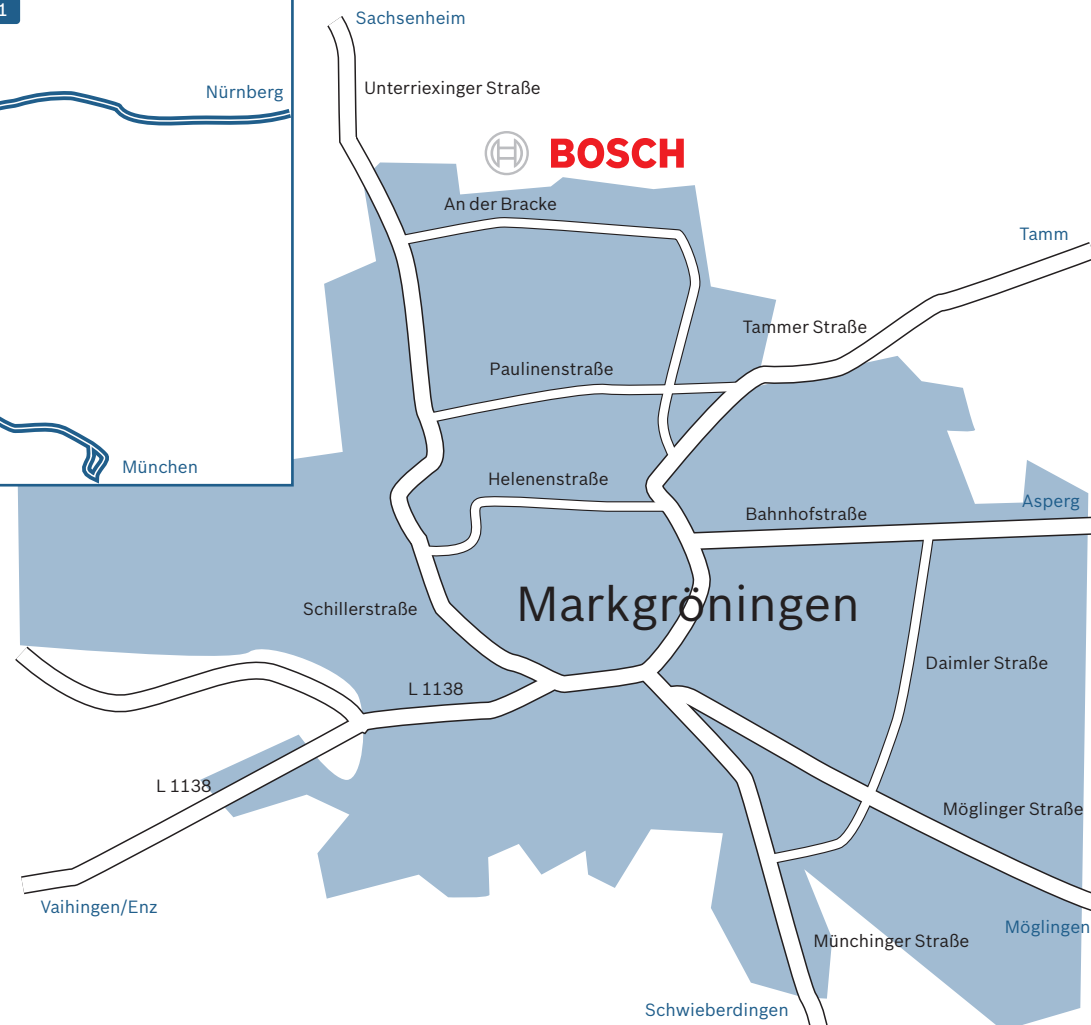 1
Sachsenheim
Nürnberg
Unterriexinger Straße
BOSCH
An der Bracke
Tamm
Tammer Straße
Paulinenstraße
München
Helenenstraße
Asperg
Bahnhofstraße
Schillerstraße
Markgröningen
Daimler Straße
L 1138
L 1138
Möglinger Straße
Vaihingen/Enz
Möglingen
Münchinger Straße
Schwieberdingen